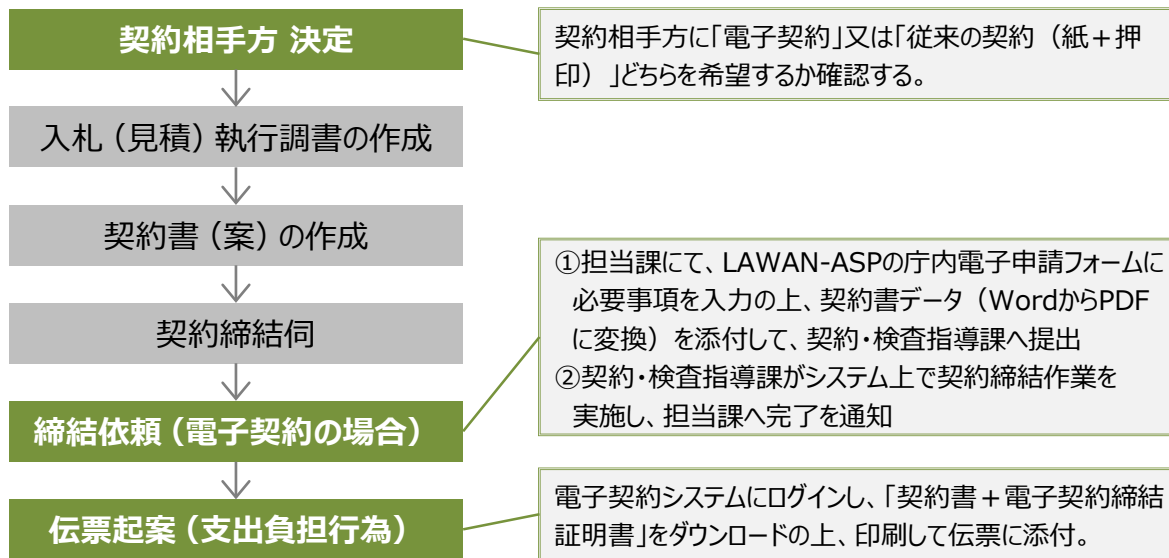 契約相手方 決定
契約相手方に「電子契約」又は「従来の契約（紙＋押
印）」どちらを希望するか確認する。
入札（見積）執行調書の作成
契約書（案）の作成
契約締結伺
①担当課にて、LAWAN-ASPの庁内電子申請フォームに
必要事項を入力の上、契約書データ（WordからPDF
に変換）を添付して、契約・検査指導課へ提出
②契約・検査指導課がシステム上で契約締結作業を
実施し、担当課へ完了を通知
締結依頼（電子契約の場合）
伝票起案（支出負担行為）
電子契約システムにログインし、「契約書＋電子契約締結
証明書」をダウンロードの上、印刷して伝票に添付。